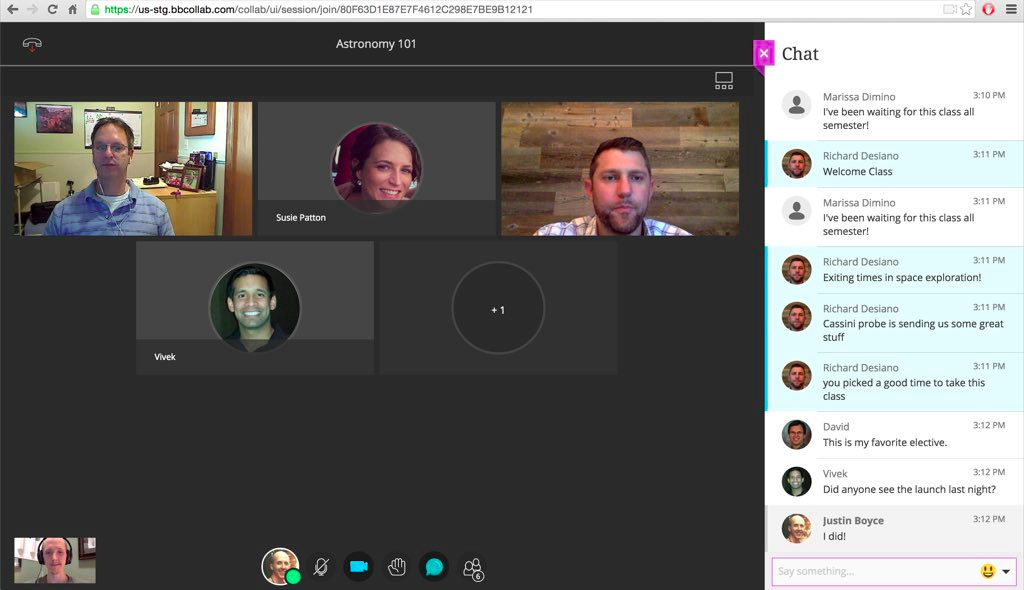 https://us-stg.bbcollab.com/collab/ui/session/join/80F63D1E87E7F4612C298E7BE9B12121
Astronomy 101
Susie Patton
Vivek
+ 1
6
Chat
Marissa Dimino 3:10 PM
I've been waiting for this class all
semester!
Richard Desiano 3:11 PM
Welcome Class
Marissa Dimino 3:11 PM
I've been waiting for this class all
semester!
Richard Desiano 3:11 PM
Exiting times in space exploration!
Richard Desiano 3:11 PM
Cassini probe is sending us some great
stuff
Richard Desiano 3:11 PM
you picked a good time to take this
class
David 3:12 PM
This is my favorite elective.
Vivek 3:12 PM
Did anyone see the launch last night?
Justin Boyce 3:12 PM
I did!
Say something...